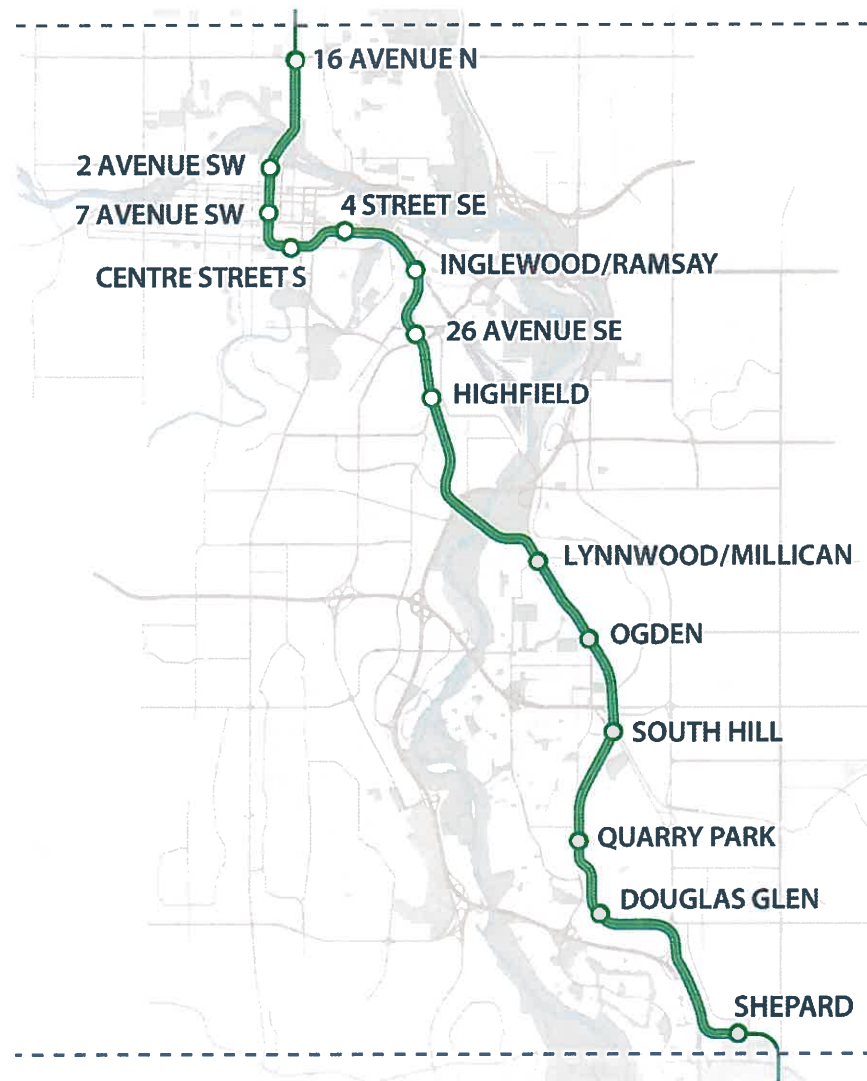 16 AVENUE N
2 AVENUE SW
7 AVENUE SW
4 STREET SE
CENTRE STREET S
INGLEWOOD/RAMSAY
26 AVENUE SE
HIGHFIELD
LYNNWOOD/MILLICAN
OGDEN
SOUTH HILL
QUARRY PARK
DOUGLAS GLEN
SHEPARD